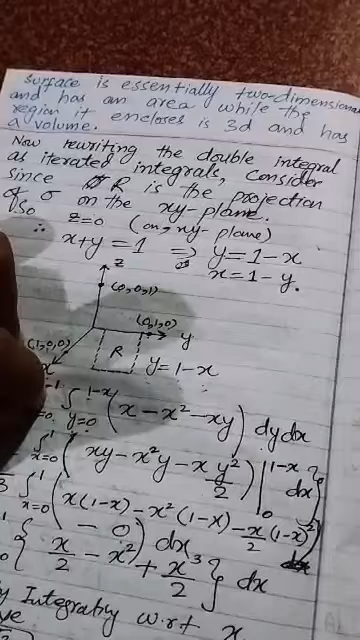 surface is essentially two-dimensional
and has an area while the
region it encloses is 3d and has
a volume.
Now rewriting the double integral
as iterated integrals, consider
since R is the projection
of σ on the xy-plane.
So z=0 (on xy-plane)
∴ x+y=1 ⇒ y=1-x
x=1-y.
z
(0,0,1)
(0,1,0)
y
(1,0,0)
x
R
y=1-x
∫ y=0 1-x (x-x²-xy) dydx
∫ x=0 1 (xy-x²y-x y²/2) | 0 1-x } dx
∫ x=0 1 (x(1-x)-x²(1-x)-x/2 (1-x)²
-0) dx
{ x/2 - x² + x³/2 } dx
Integrating w.r.t x